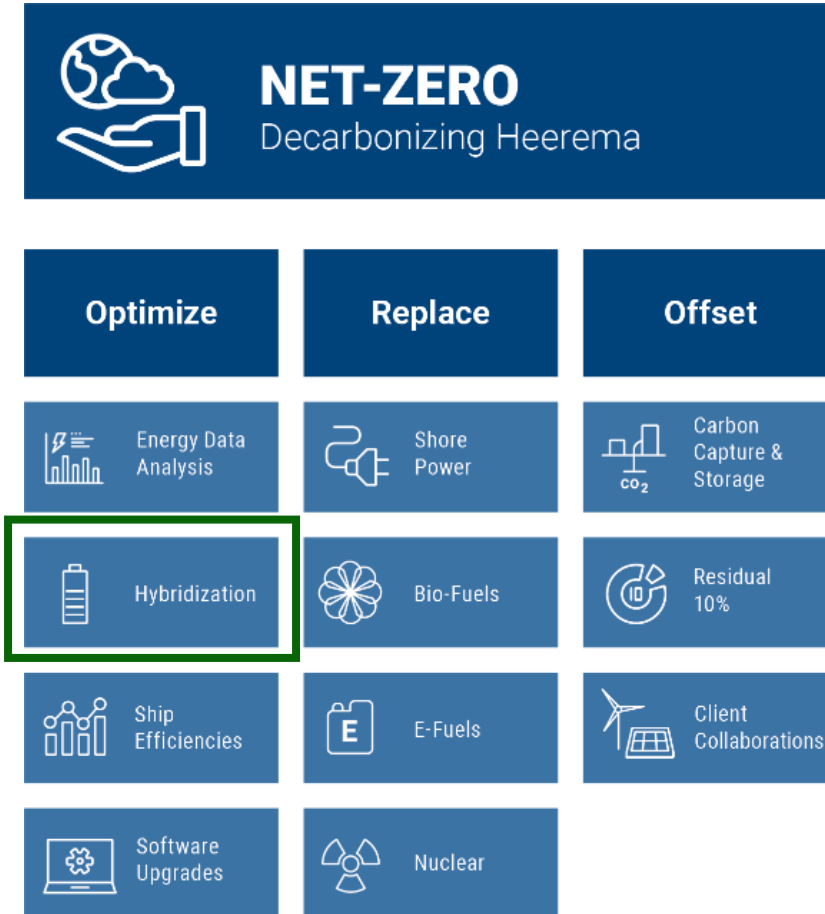 NET-ZERO
Decarbonizing Heerema
Optimize
Replace
Offset
Energy Data
Analysis
Shore
Power
CO2
Carbon
Capture &
Storage
Hybridization
Bio-Fuels
10
Residual
10%
Ship
Efficiencies
E
E-Fuels
Client
Collaborations
Software
Upgrades
Nuclear